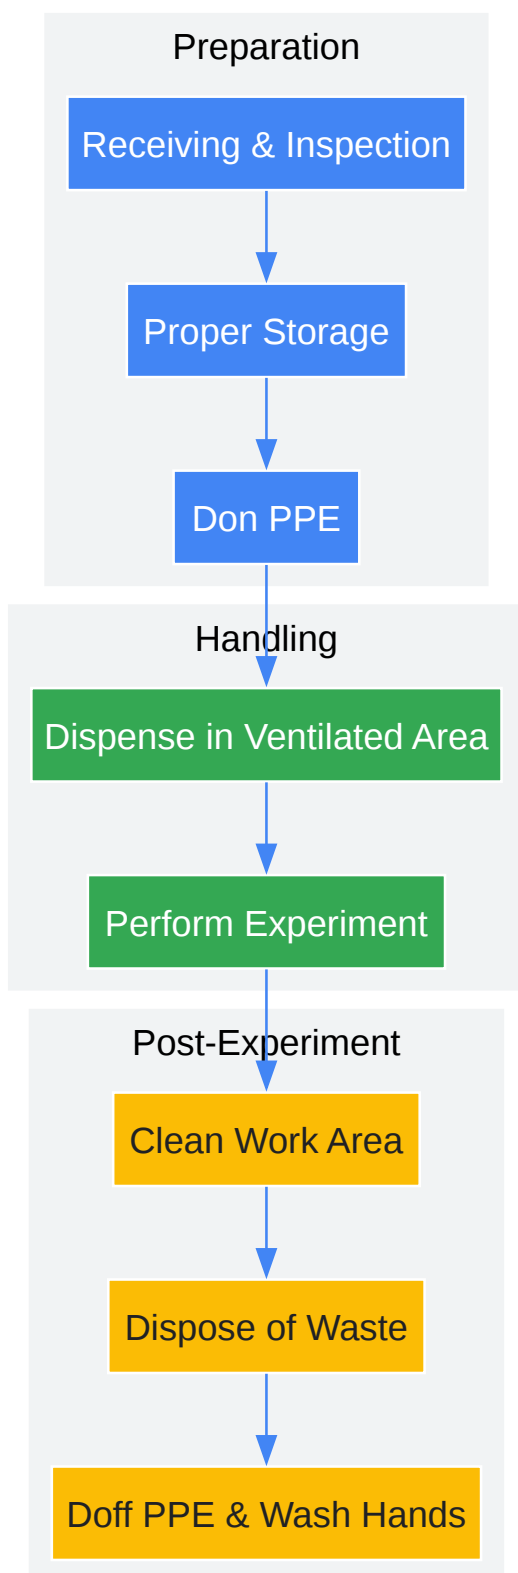 Preparation
Receiving & Inspection
Proper Storage
Don PPE
Handling
Dispense in Ventilated Area
Perform Experiment
Post-Experiment
Clean Work Area
Dispose of Waste
Doff PPE & Wash Hands